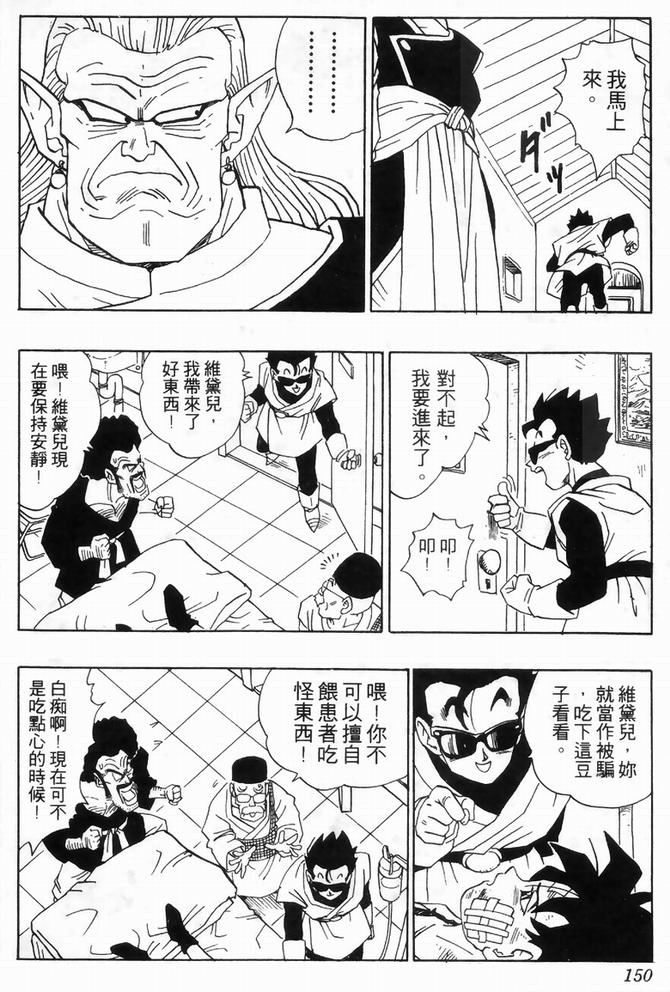 我馬上
來。
ダッ
………
對不起，
我要進來了。
叩
叩
！！
維黛兒，
我帶來了
好東西！
喂！維黛兒現
在要保持安靜！
維黛兒，妳
就當作被騙
，吃下這豆
子看看。
喂！你不
可以擅自
餵患者吃
怪東西！
白痴啊！現在可不
是吃點心的時候！
150